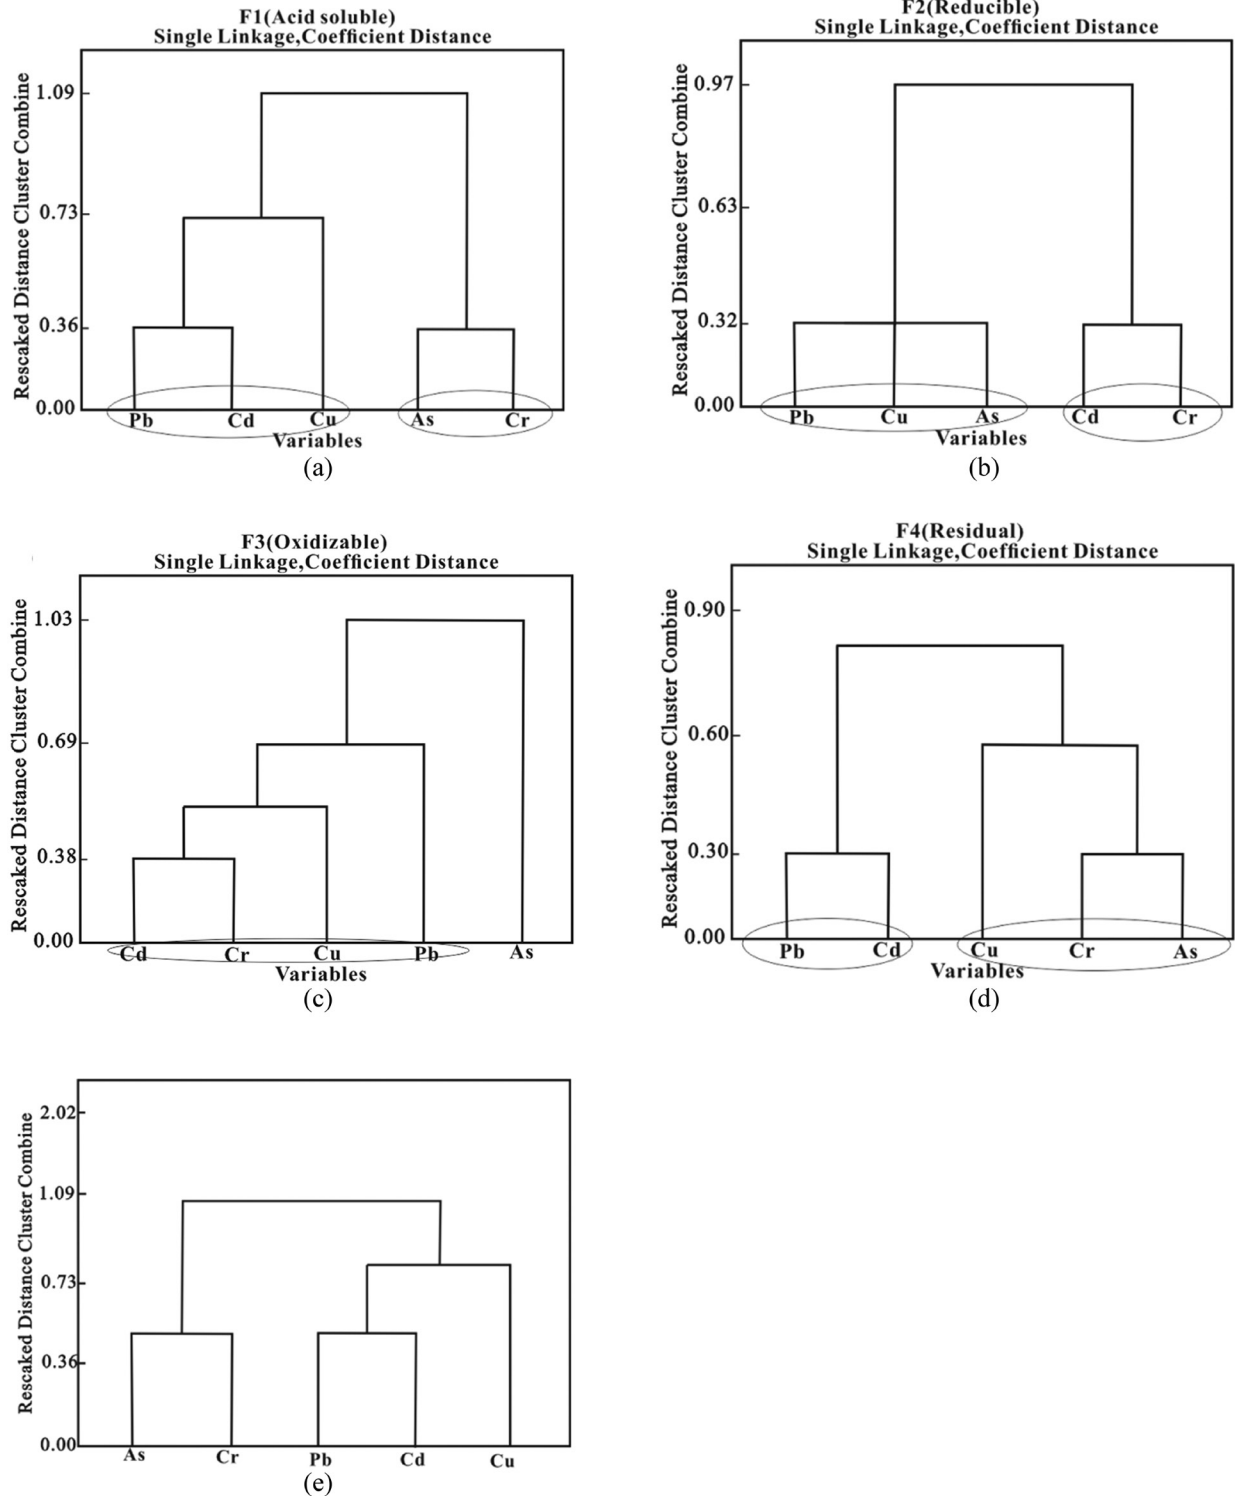 F1(Acid soluble)
Single Linkage,Coefficient Distance
Rescaked Distance Cluster Combine
1.09
0.73
0.36
0.00
Pb Cd Cu As Cr
Variables
(a)
F2(Reducible)
Single Linkage,Coefficient Distance
Rescaked Distance Cluster Combine
0.97
0.63
0.32
0.00
Pb Cu As Cd Cr
Variables
(b)
F3(Oxidizable)
Single Linkage,Coefficient Distance
Rescaked Distance Cluster Combine
1.03
0.69
0.38
0.00
Cd Cr Cu Pb As
Variables
(c)
F4(Residual)
Single Linkage,Coefficient Distance
Rescaked Distance Cluster Combine
0.90
0.60
0.30
0.00
Pb Cd Cu Cr As
Variables
(d)
Rescaked Distance Cluster Combine
2.02
1.09
0.73
0.36
0.00
As Cr Pb Cd Cu
(e)